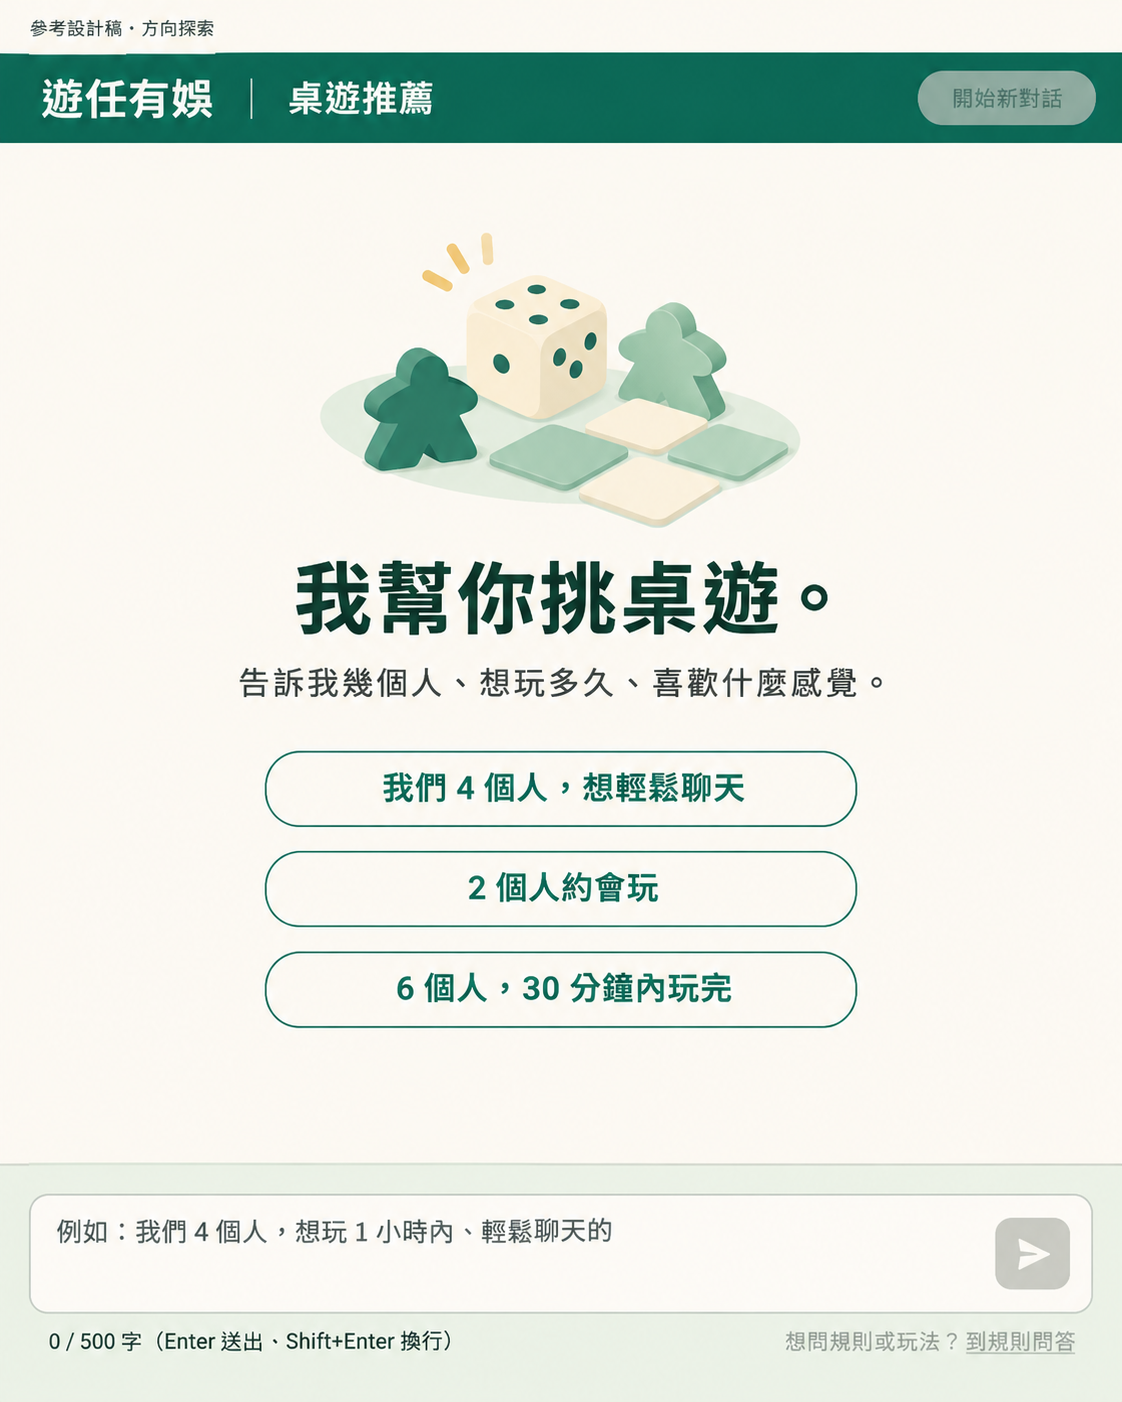 參考設計稿・方向探索
遊任有娛 | 桌遊推薦
開始新對話
我幫你挑桌遊。
告訴我幾個人、想玩多久、喜歡什麼感覺。
我們 4 個人，想輕鬆聊天
2 個人約會玩
6 個人，30 分鐘內玩完
例如：我們 4 個人，想玩 1 小時內、輕鬆聊天的
0 / 500 字（Enter 送出、Shift+Enter 換行）
想問規則或玩法？到規則問答